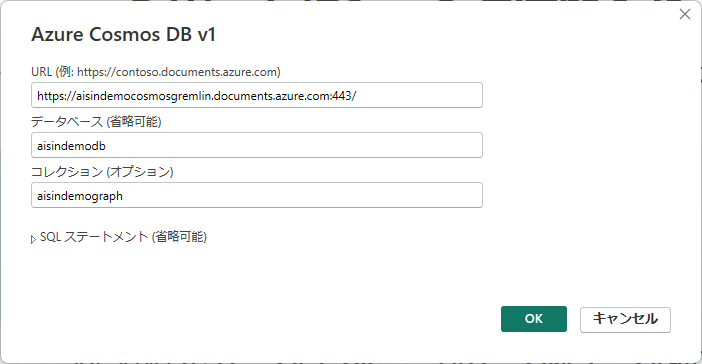 Azure Cosmos DB v1
URL (例: https://contoso.documents.azure.com)
https://aisindemocosmosgremlin.documents.azure.com:443/
データベース (省略可能)
aisindemodb
コレクション (オプション)
aisindemograph
SQL ステートメント (省略可能)
OK
キャンセル